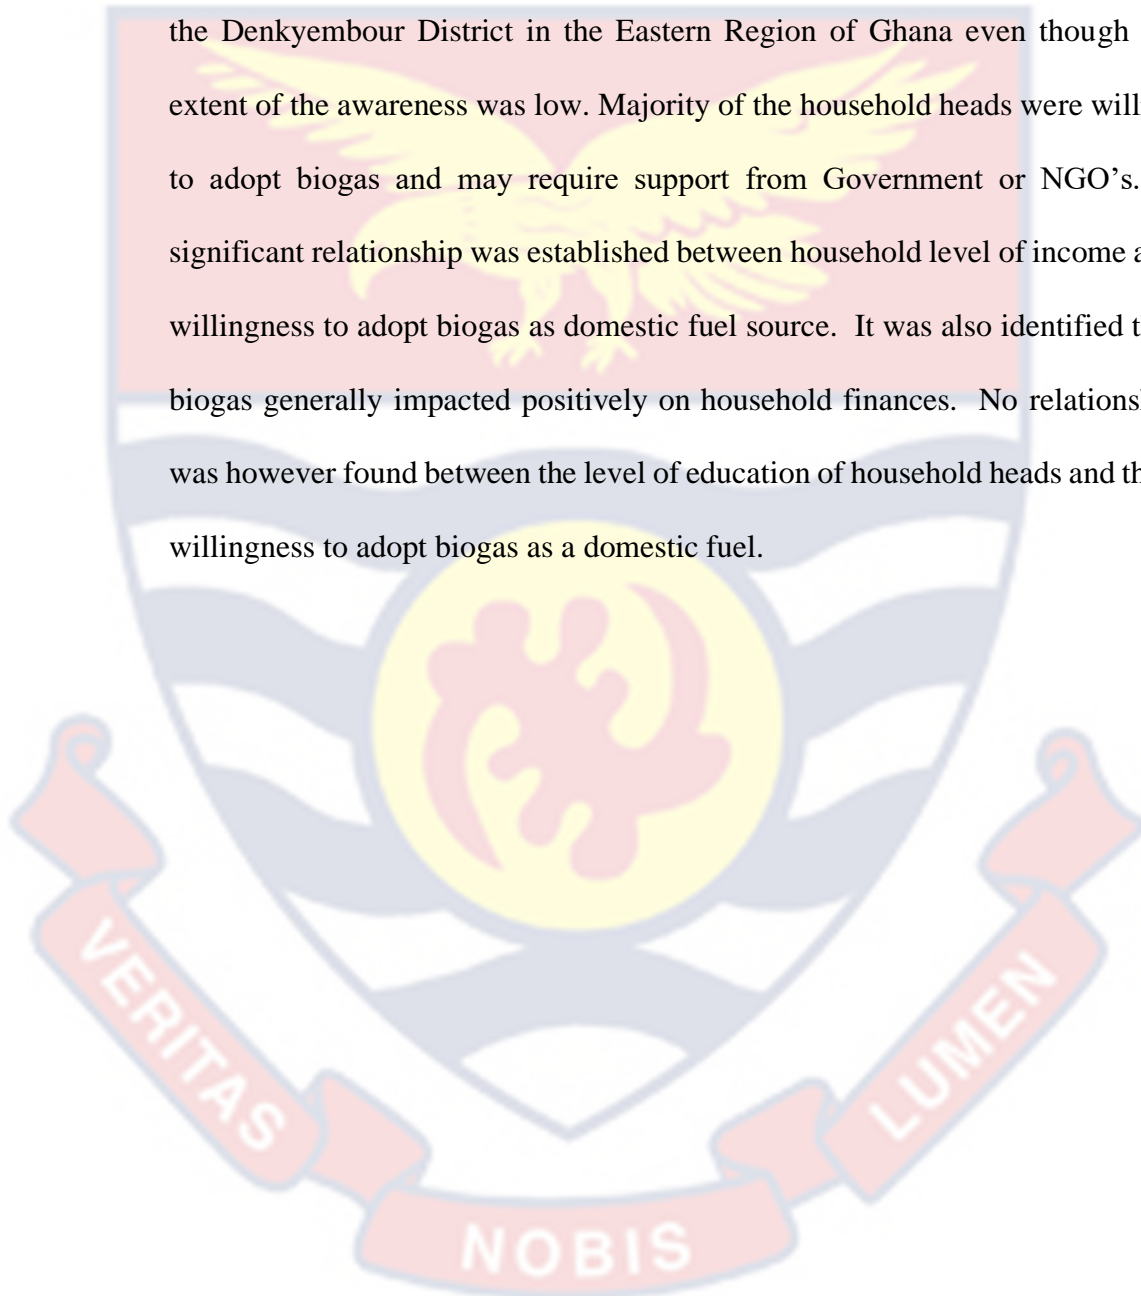 the Denkyembour District in the Eastern Region of Ghana even though
extent of the awareness was low. Majority of the household heads were will
to adopt biogas and may require support from Government or NGO’s.
significant relationship was established between household level of income a
willingness to adopt biogas as domestic fuel source. It was also identified t
biogas generally impacted positively on household finances. No relations
was however found between the level of education of household heads and th
willingness to adopt biogas as a domestic fuel.
VERITAS
NOBIS
LUMEN